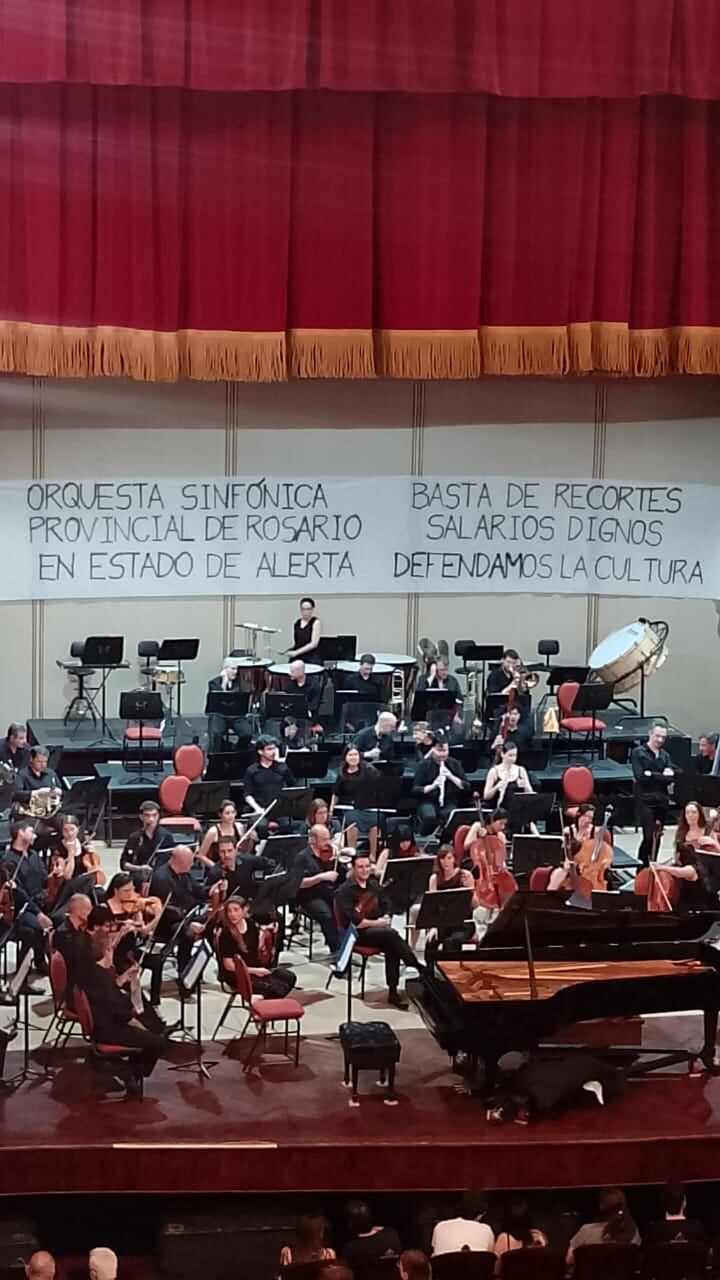 ORQUESTA SINFÓNICA
PROVINCIAL DE ROSARIO
EN ESTADO DE ALERTA
BASTA DE RECORTES
SALARIOS DIGNOS
DEFENDAMOS LA CULTURA